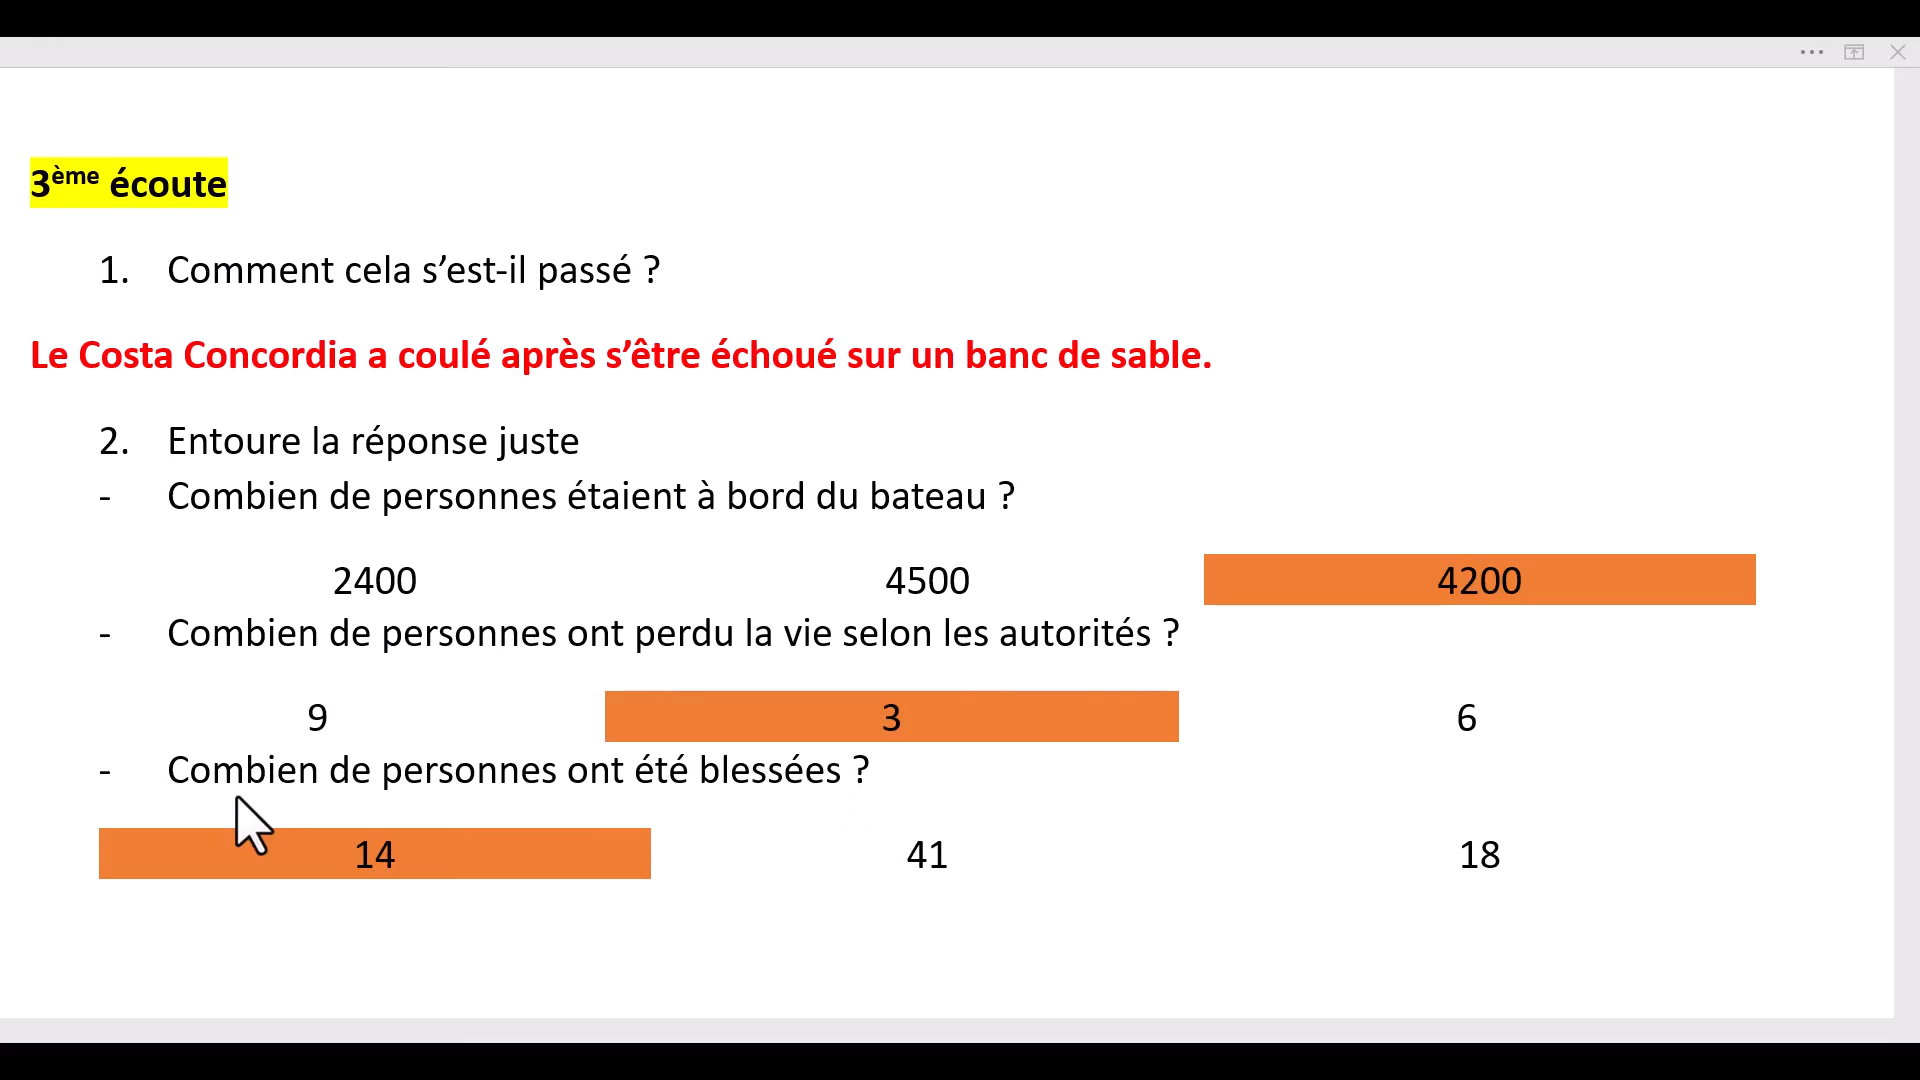 3ème écoute
1. Comment cela s’est-il passé ?
Le Costa Concordia a coulé après s’être échoué sur un banc de sable.
2. Entoure la réponse juste
- Combien de personnes étaient à bord du bateau ?
2400 4500 4200
- Combien de personnes ont perdu la vie selon les autorités ?
9 3 6
- Combien de personnes ont été blessées ?
14 41 18